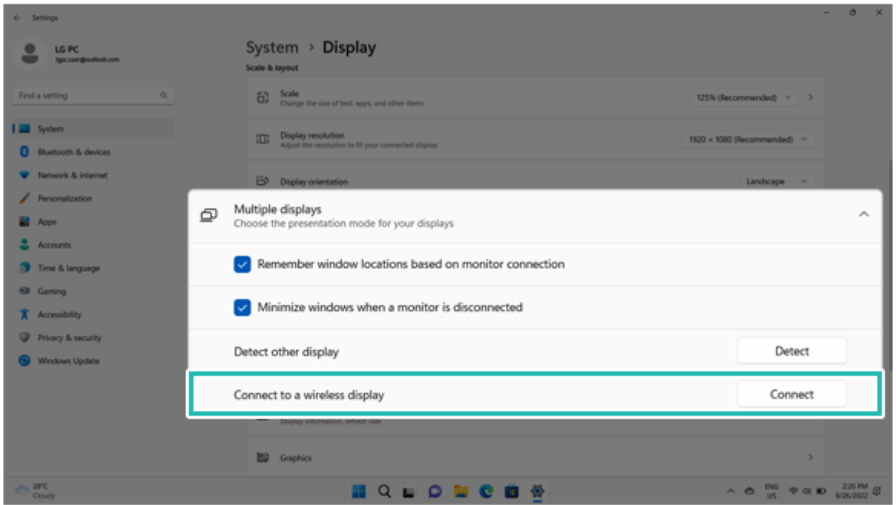 Settings
LG PC
lgpc.user@outlook.com
Find a setting
System
Bluetooth & devices
Network & internet
Personalization
Apps
Accounts
Time & language
Gaming
Accessibility
Privacy & security
Windows Update
System > Display
Scale & layout
Scale
Change the size of text, apps, and other items
125% (Recommended)
Display resolution
Adjust the resolution to fit your connected display
1920 × 1080 (Recommended)
Display orientation
Landscape
Multiple displays
Choose the presentation mode for your displays
Remember window locations based on monitor connection
Minimize windows when a monitor is disconnected
Detect other display
Detect
Connect to a wireless display
Connect
Display information, refresh rate
Graphics
28°C
Cloudy
ENG
US
2:20 PM
8/26/2022